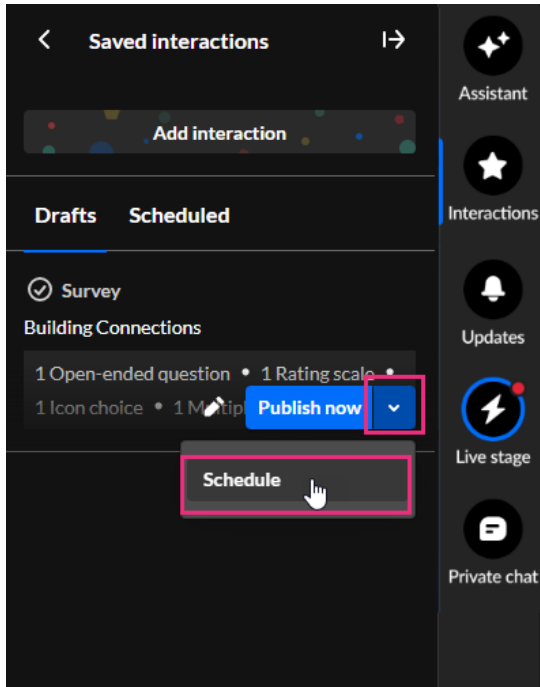 Saved interactions
Add interaction
Drafts Scheduled
Survey
Building Connections
1 Open-ended question • 1 Rating scale •
1 Icon choice • 1
Publish now
Schedule
Assistant
Interactions
Updates
Live stage
Private chat